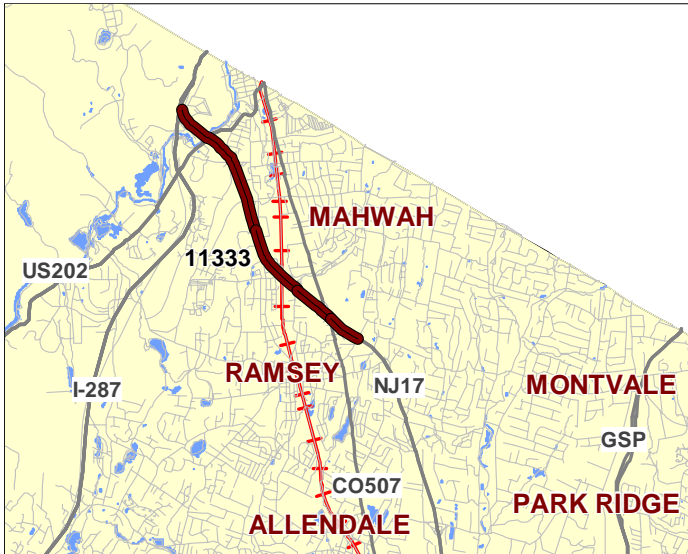 MAHWAH
11333
US202
RAMSEY
NJ17
MONTVALE
I-287
GSP
CO507
PARK RIDGE
ALLENDALE